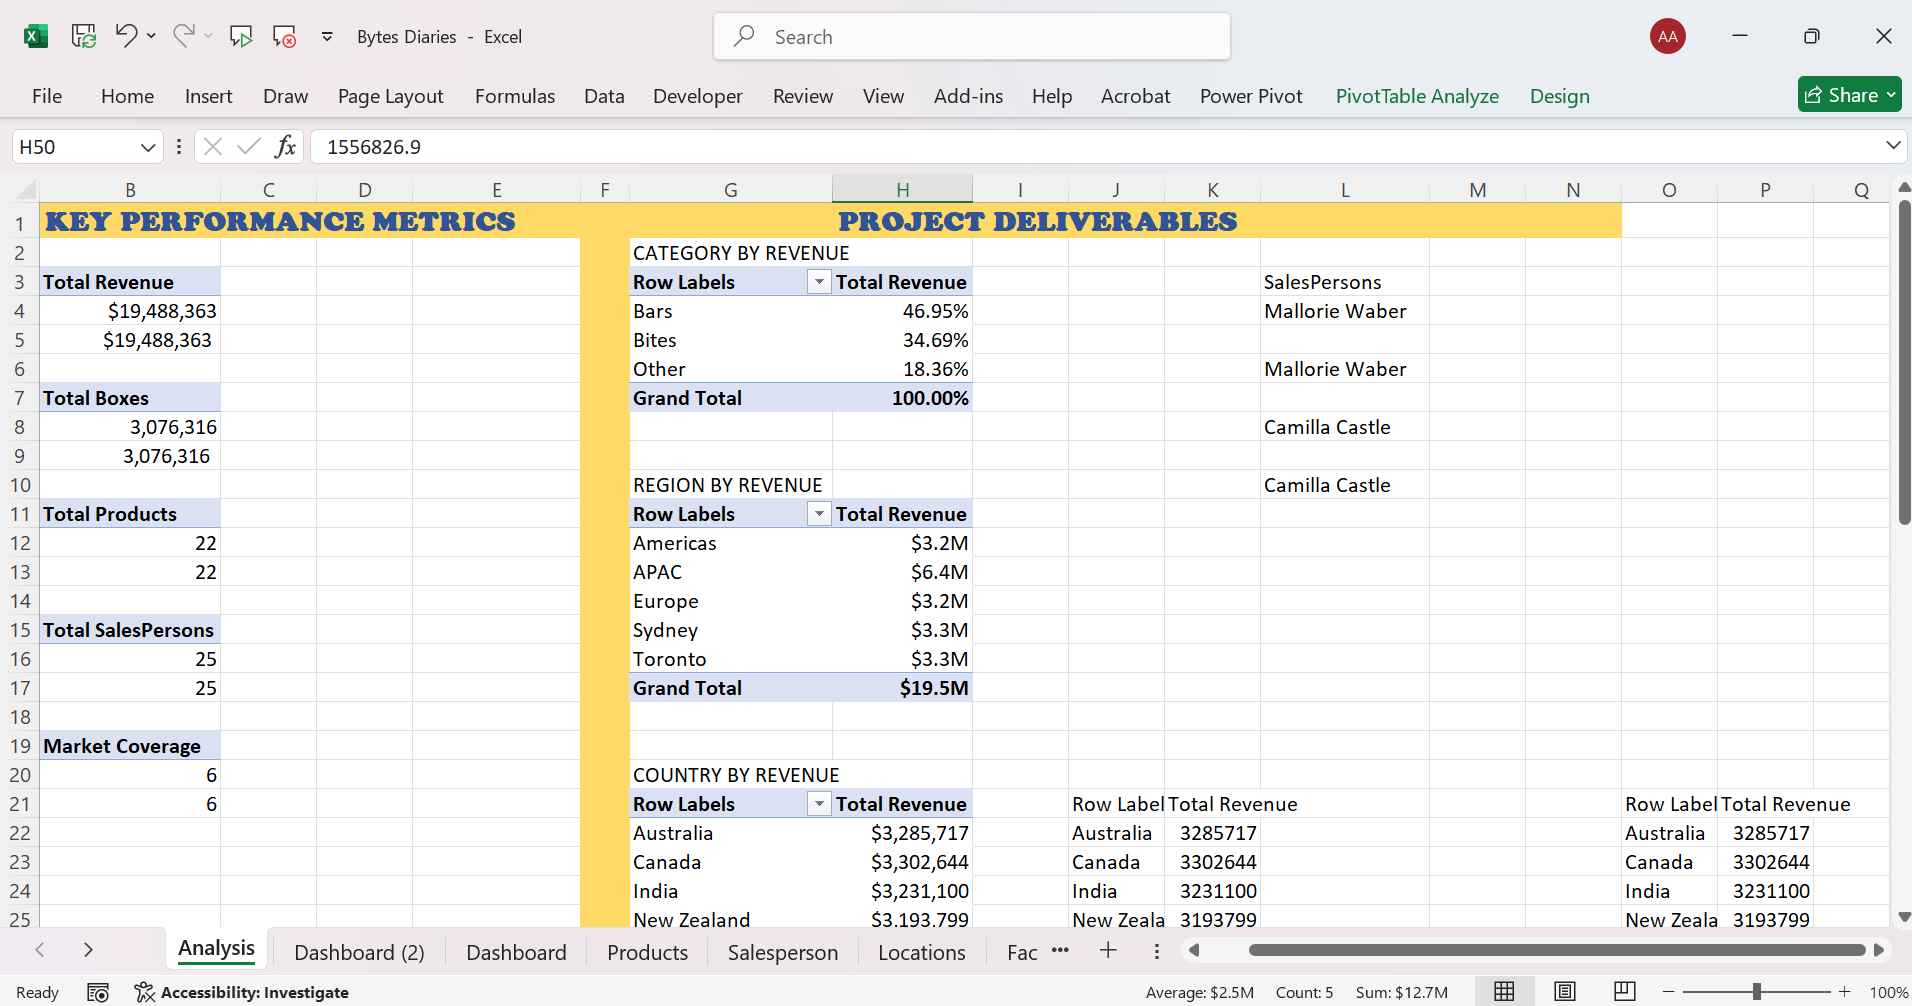 Bytes Diaries - Excel
Search
AA
File Home Insert Draw Page Layout Formulas Data Developer Review View Add-ins Help Acrobat Power Pivot PivotTable Analyze Design Share
H50 fx 1556826.9
B C D E F G H I J K L M N O P Q
1 KEY PERFORMANCE METRICS PROJECT DELIVERABLES
2 CATEGORY BY REVENUE
3 Total Revenue Row Labels Total Revenue SalesPersons
4 $19,488,363 Bars 46.95% Mallorie Waber
5 $19,488,363 Bites 34.69%
6 Other 18.36% Mallorie Waber
7 Total Boxes Grand Total 100.00%
8 3,076,316 Camilla Castle
9 3,076,316
10 REGION BY REVENUE Camilla Castle
11 Total Products Row Labels Total Revenue
12 22 Americas $3.2M
13 22 APAC $6.4M
14 Europe $3.2M
15 Total SalesPersons Sydney $3.3M
16 25 Toronto $3.3M
17 25 Grand Total $19.5M
18
19 Market Coverage
20 6 COUNTRY BY REVENUE
21 6 Row Labels Total Revenue Row Label Total Revenue Row Label Total Revenue
22 Australia $3,285,717 Australia 3285717 Australia 3285717
23 Canada $3,302,644 Canada 3302644 Canada 3302644
24 India $3,231,100 India 3231100 India 3231100
25 New Zealand $3,193,799 New Zeala 3193799 New Zeala 3193799
Analysis Dashboard (2) Dashboard Products Salesperson Locations Fac ...
Ready Accessibility: Investigate Average: $2.5M Count: 5 Sum: $12.7M 100%